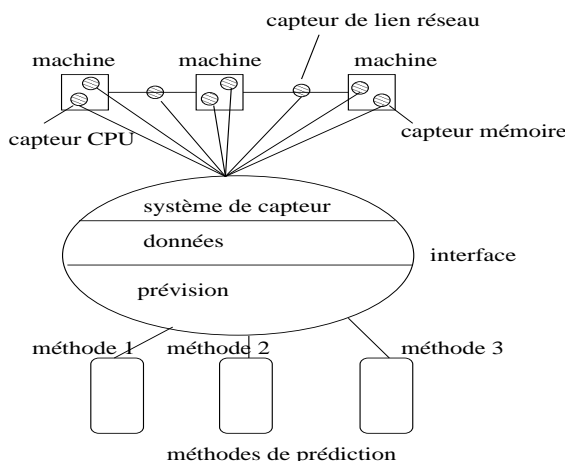 capteur de lien réseau
machine
machine
machine
capteur CPU
capteur mémoire
système de capteur
données
interface
prévision
méthode 1
méthode 2
méthode 3
méthodes de prédiction